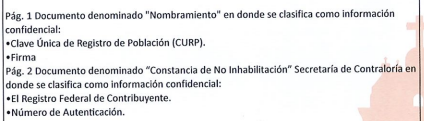 Pág. 1 Documento denominado "Nombramiento" en donde se clasifica como información
confidencial:
•Clave Única de Registro de Población (CURP).
•Firma
Pág. 2 Documento denominado "Constancia de No Inhabilitación" Secretaría de Contraloría en
donde se clasifica como información confidencial:
•El Registro Federal de Contribuyente.
•Número de Autenticación.